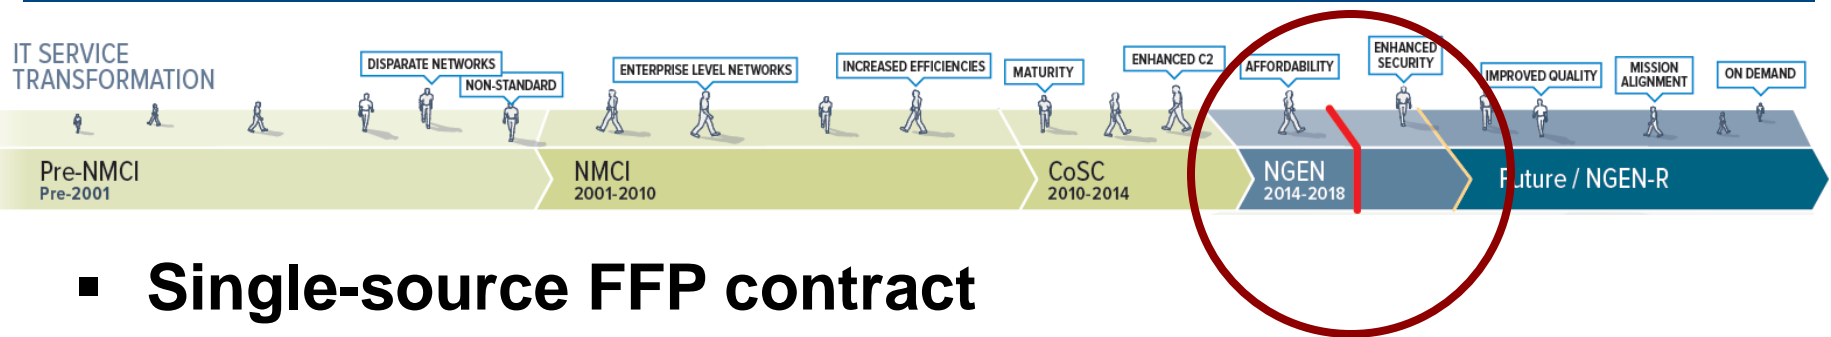 IT SERVICE
TRANSFORMATION
DISPARATE NETWORKS
NON-STANDARD
ENTERPRISE LEVEL NETWORKS
INCREASED EFFICIENCIES
MATURITY
ENHANCED C2
AFFORDABILITY
ENHANCED
SECURITY
IMPROVED QUALITY
MISSION
ALIGNMENT
ON DEMAND
Pre-NMCI
Pre-2001
NMCI
2001-2010
CoSC
2010-2014
NGEN
2014-2018
Future / NGEN-R
▪ Single-source FFP contract